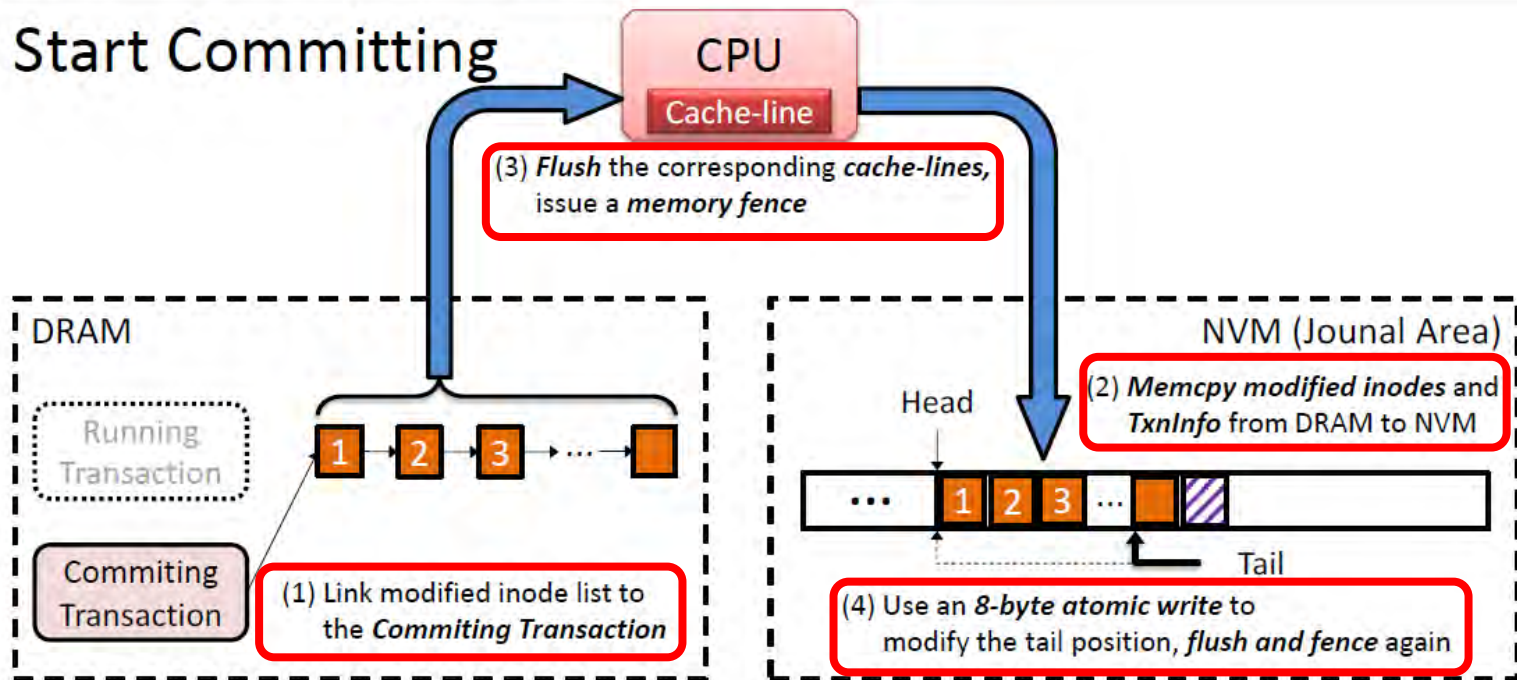 Start Committing
CPU
Cache-line
(3) Flush the corresponding cache-lines,
issue a memory fence
DRAM
Running
Transaction
1
2
3
...
Commiting
Transaction
(1) Link modified inode list to
the Commiting Transaction
NVM (Jounal Area)
(2) Memcpy modified inodes and
TxnInfo from DRAM to NVM
Head
...
1
2
3
...
Tail
(4) Use an 8-byte atomic write to
modify the tail position, flush and fence again